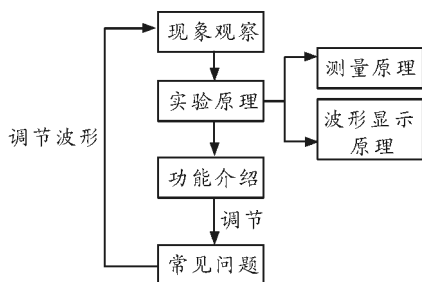 现象观察
测量原理
实验原理
波形显示
原理
调节波形
功能介绍
调节
常见问题